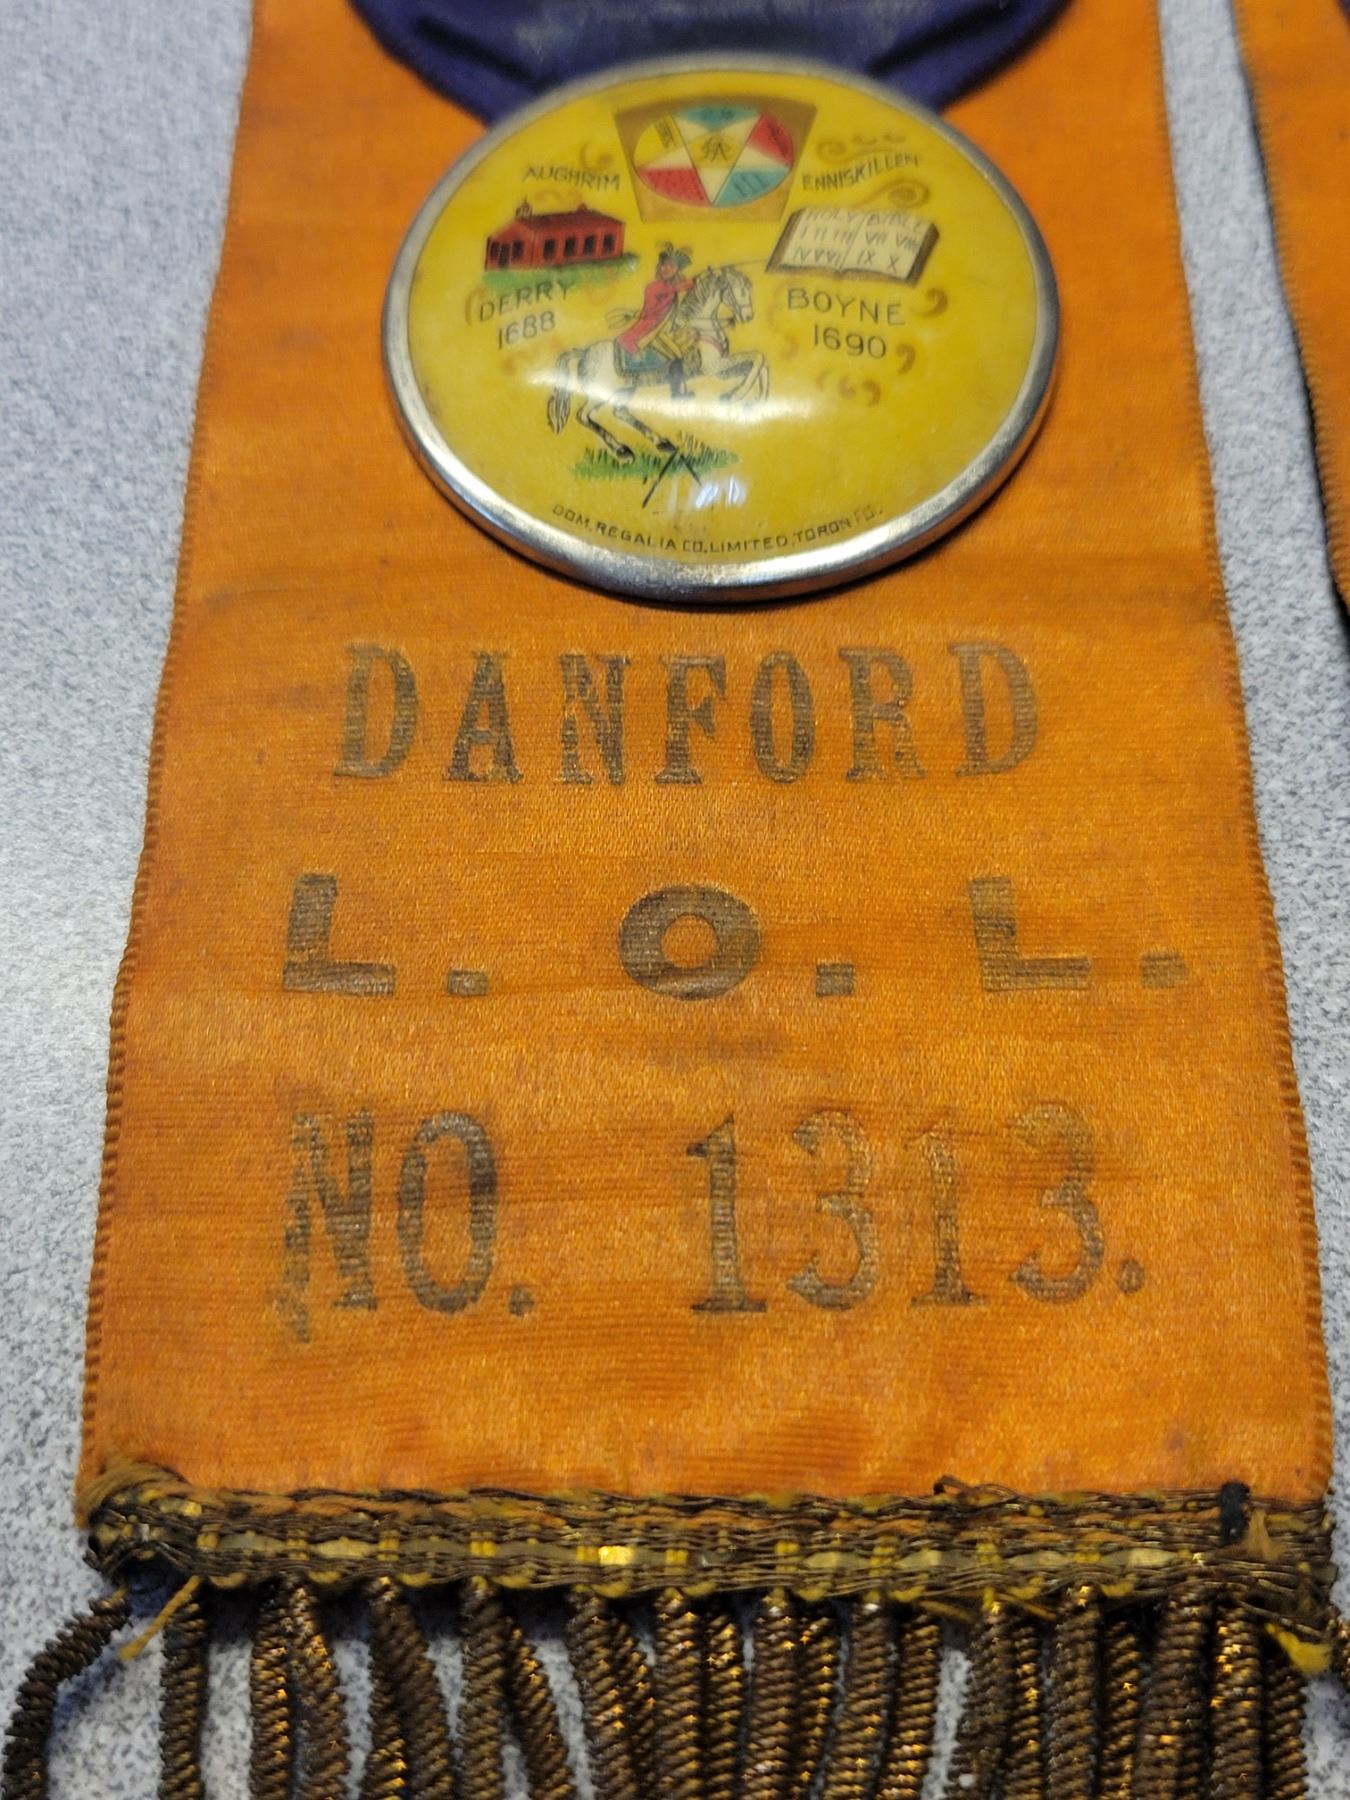 AUGHRIM
ENNISKILLEN
HOLY BIBLE
DERRY
1688
BOYNE
1690
DOM. REGALIA CO. LIMITED. TORONTO.
DANFORD
L. O. L.
NO. 1313.